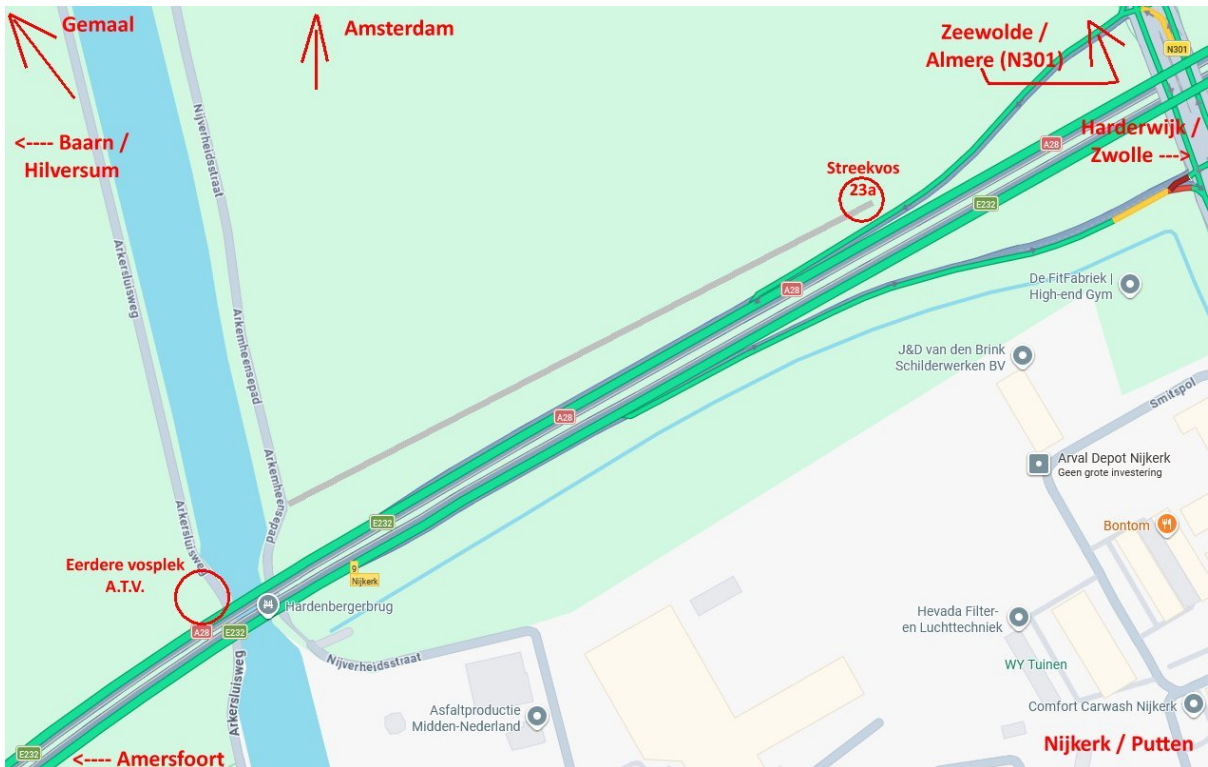 Gemaal
Amsterdam
Zeewolde /
Almere (N301)
N301
<---- Baarn /
Hilversum
Nijverheidsstraat
Harderwijk /
Zwolle --->
A28
Streekvos
23a
E232
Arkersluisweg
De FitFabriek |
High-end Gym
A28
Arkemheensepad
J&D van den Brink
Schilderwerken BV
Smitspol
A28
Arval Depot Nijkerk
Geen grote investering
Arkemheensepad
Arkersluisweg
E232
Bontom
Eerdere vosplek
A.T.V.
9
Nijkerk
Hardenbergerbrug
Hevada Filter-
en Luchttechniek
A28
E232
Nijverheidsstraat
WY Tuinen
Arkersluisweg
Asfaltproductie
Midden-Nederland
Comfort Carwash Nijkerk
E232
<---- Amersfoort
Nijkerk / Putten